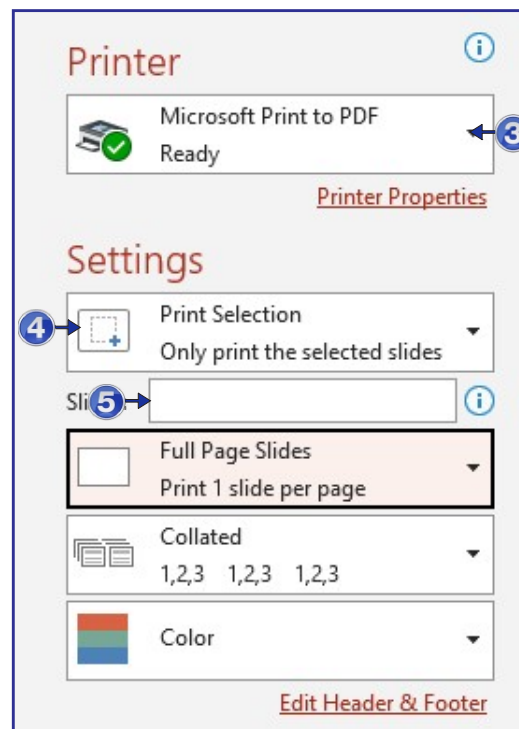 Printer
Microsoft Print to PDF
3
Ready
Printer Properties
Settings
4
Print Selection
Only print the selected slides
5
Full Page Slides
Print 1 slide per page
Collated
1,2,3 1,2,3 1,2,3
Color
Edit Header & Footer